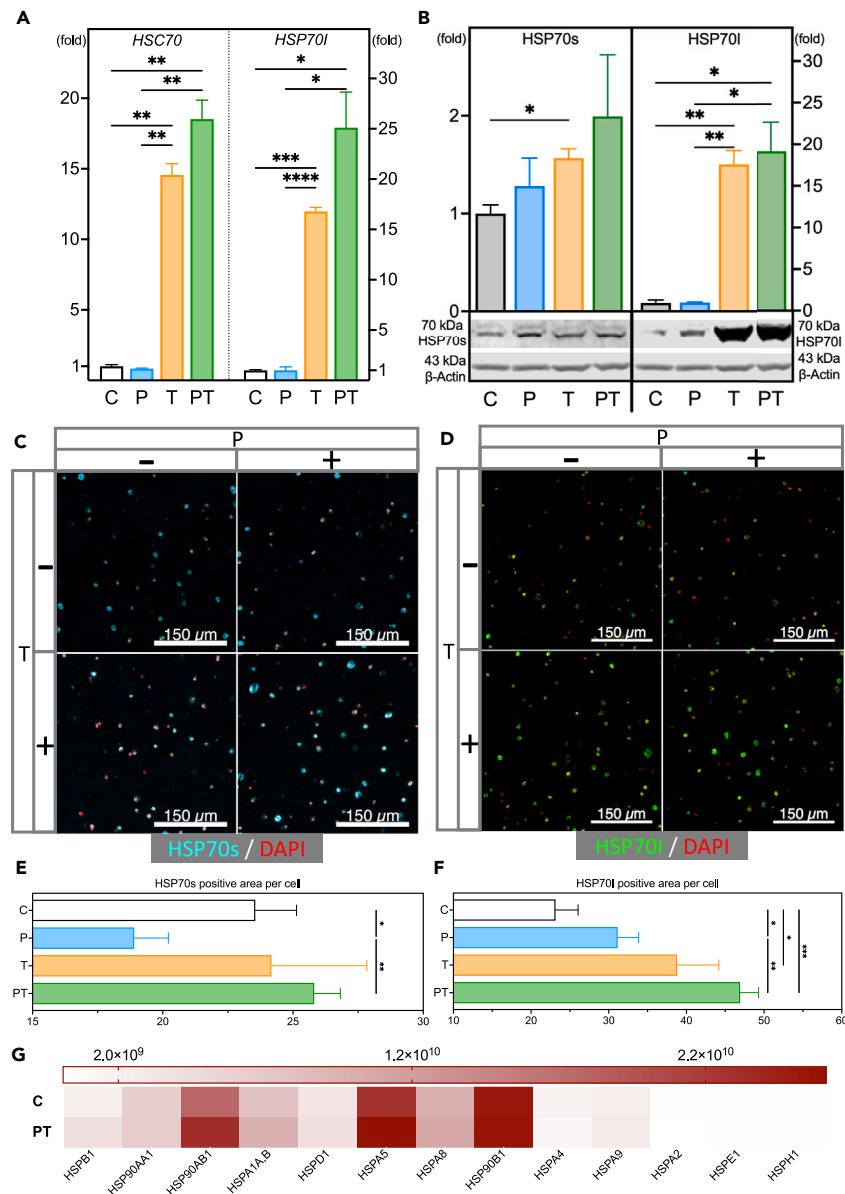 A
(fold) HSC70 HSP70I (fold)
** *
** *
** ***
** ****
20
15
10
5
1
30
25
20
15
10
5
1
C P T PT C P T PT
B
(fold) HSP70s HSP70I (fold)
* *
*
**
**
2
1
0
30
25
20
15
10
5
0
70 kDa
HSP70s
70 kDa
HSP70I
43 kDa
β-Actin
43 kDa
β-Actin
C P T PT C P T PT
C
P
− +
T
−
+
150 µm 150 µm
150 µm 150 µm
HSP70s / DAPI
D
P
− +
T
−
+
150 µm 150 µm
150 µm 150 µm
HSP70I / DAPI
E
HSP70s positive area per cell
C
P
T
PT
*
**
15 20 25 30
F
HSP70I positive area per cell
C
P
T
PT
*
**
*
***
10 20 30 40 50 60
G
2.0×10⁹ 1.2×10¹⁰ 2.2×10¹⁰
C
PT
HSPB1 HSP90AA1 HSP90AB1 HSPA1A,B HSPD1 HSPA5 HSPA8 HSP90B1 HSPA4 HSPA9 HSPA2 HSPE1 HSPH1